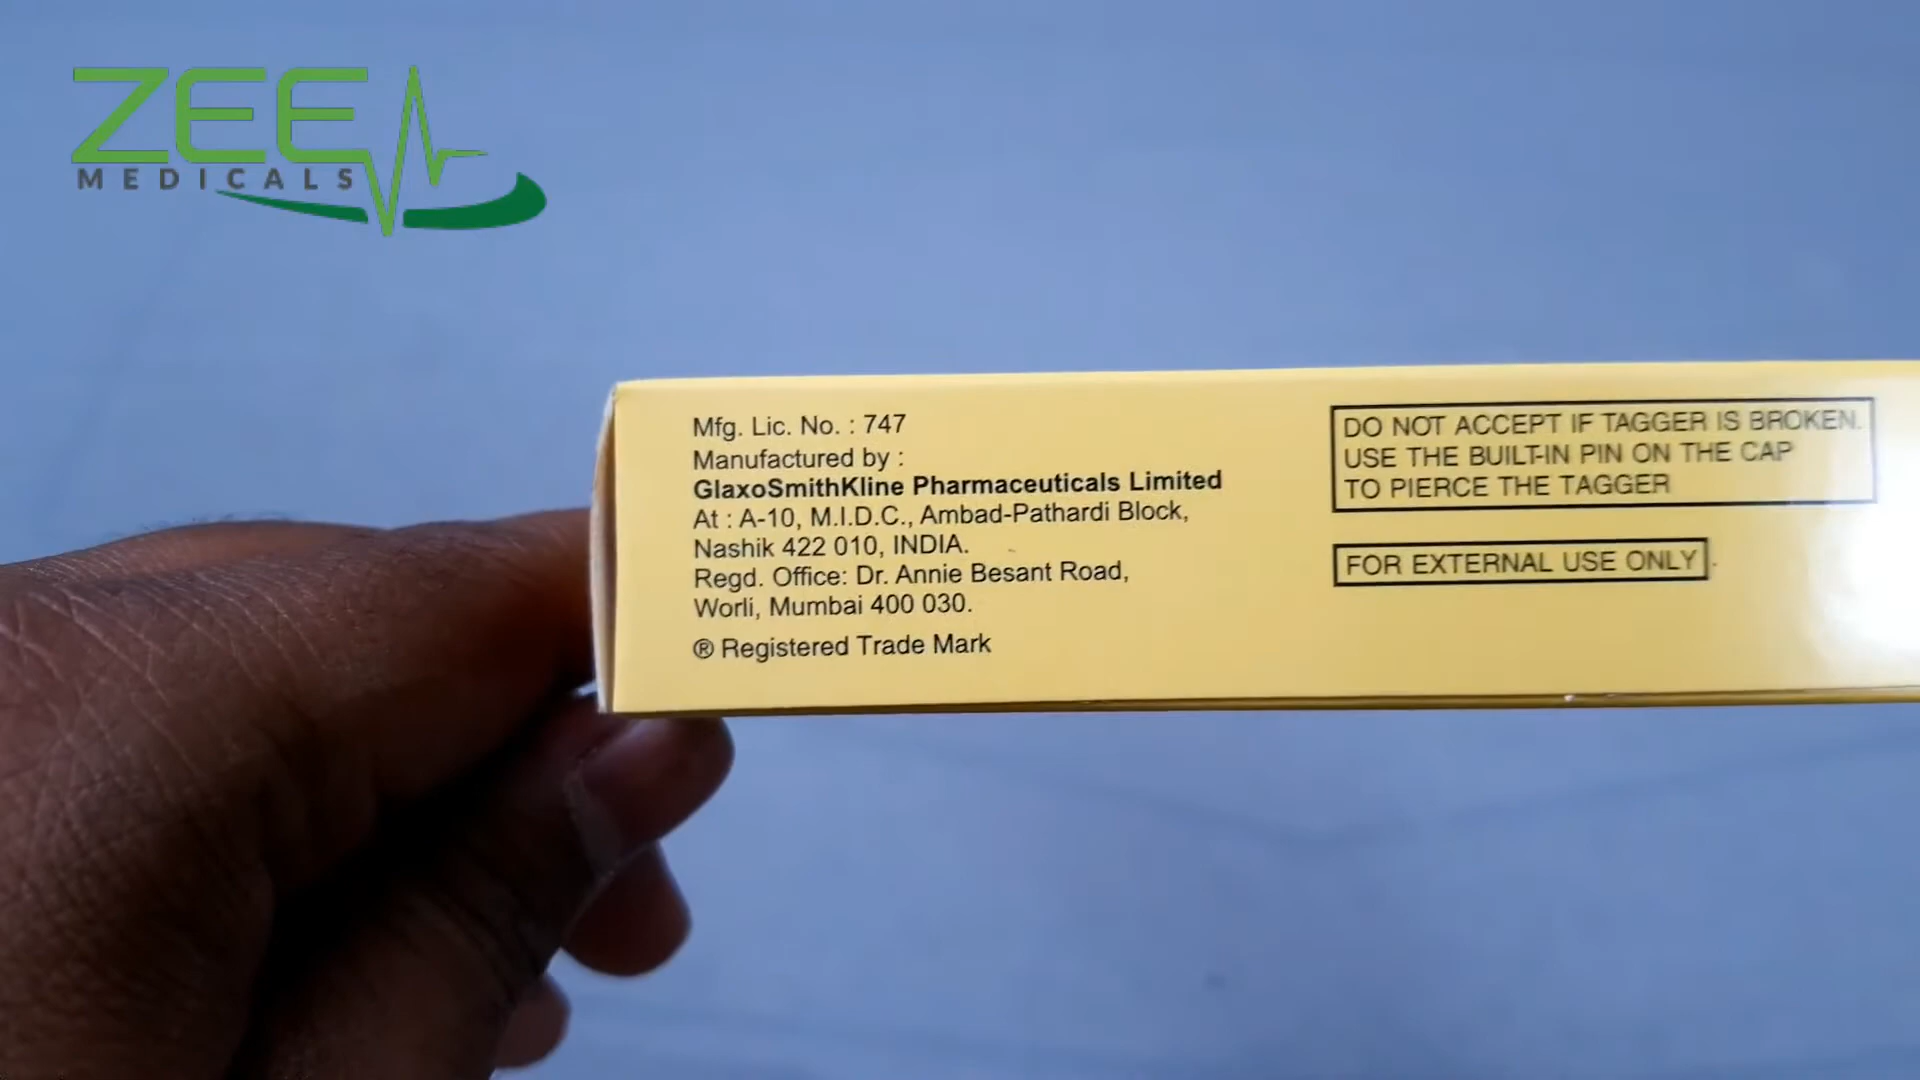 ZEE
MEDICALS
Mfg. Lic. No. : 747
Manufactured by :
GlaxoSmithKline Pharmaceuticals Limited
At : A-10, M.I.D.C., Ambad-Pathardi Block,
Nashik 422 010, INDIA.
Regd. Office: Dr. Annie Besant Road,
Worli, Mumbai 400 030.
® Registered Trade Mark
DO NOT ACCEPT IF TAGGER IS BROKEN.
USE THE BUILT-IN PIN ON THE CAP
TO PIERCE THE TAGGER
FOR EXTERNAL USE ONLY